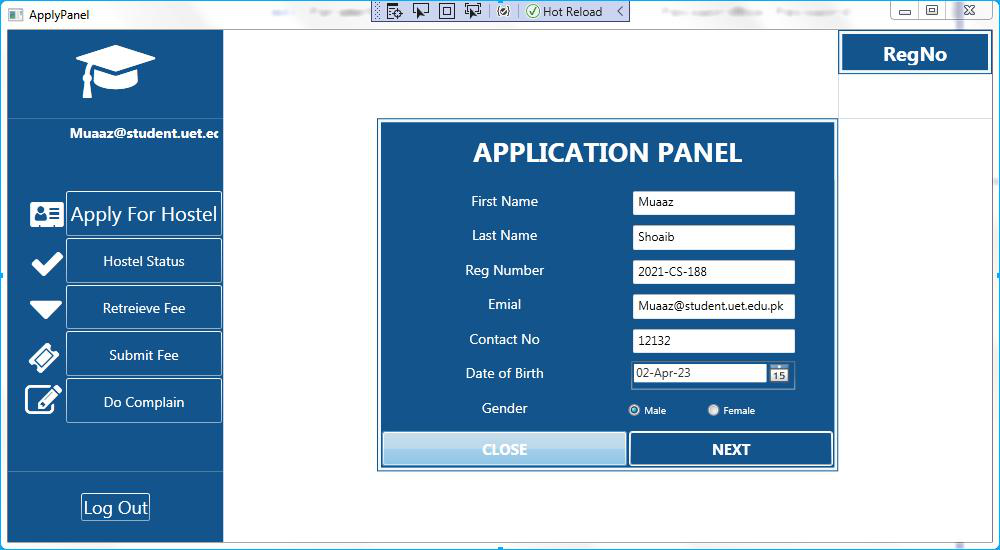 ApplyPanel
Hot Reload
RegNo
Muaaz@student.uet.ec
APPLICATION PANEL
First Name Muaaz
Last Name Shoaib
Reg Number 2021-CS-188
Emial Muaaz@student.uet.edu.pk
Contact No 12132
Date of Birth 02-Apr-23 15
Gender Male Female
CLOSE NEXT
Apply For Hostel
Hostel Status
Retreieve Fee
Submit Fee
Do Complain
Log Out